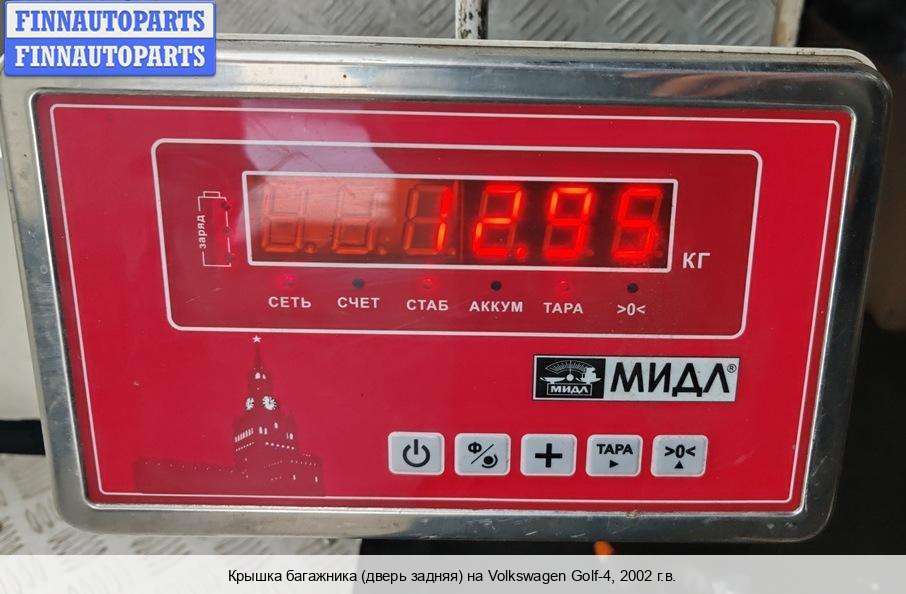 FINNAUTOPARTS
FINNAUTOPARTS
заряд
12.95
КГ
СЕТЬ СЧЕТ СТАБ АККУМ ТАРА >0<
МИДЛ МИДЛ®
Ф ТАРА >0<
Крышка багажника (дверь задняя) на Volkswagen Golf-4, 2002 г.в.